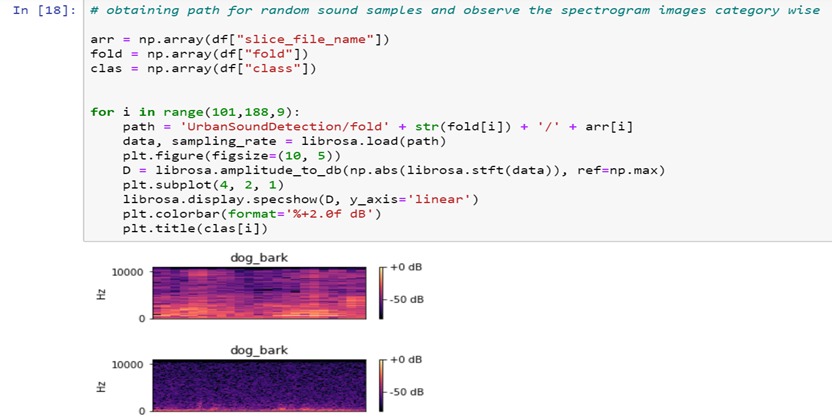 In [18]: # obtaining path for random sound samples and observe the spectrogram images category wise
arr = np.array(df["slice_file_name"])
fold = np.array(df["fold"])
clas = np.array(df["class"])
for i in range(101,188,9):
path = 'UrbanSoundDetection/fold' + str(fold[i]) + '/' + arr[i]
data, sampling_rate = librosa.load(path)
plt.figure(figsize=(10, 5))
D = librosa.amplitude_to_db(np.abs(librosa.stft(data)), ref=np.max)
plt.subplot(4, 2, 1)
librosa.display.specshow(D, y_axis='linear')
plt.colorbar(format='%+2.0f dB')
plt.title(clas[i])
dog_bark
10000
Hz
0
+0 dB
-50 dB
dog_bark
10000
Hz
0
+0 dB
-50 dB